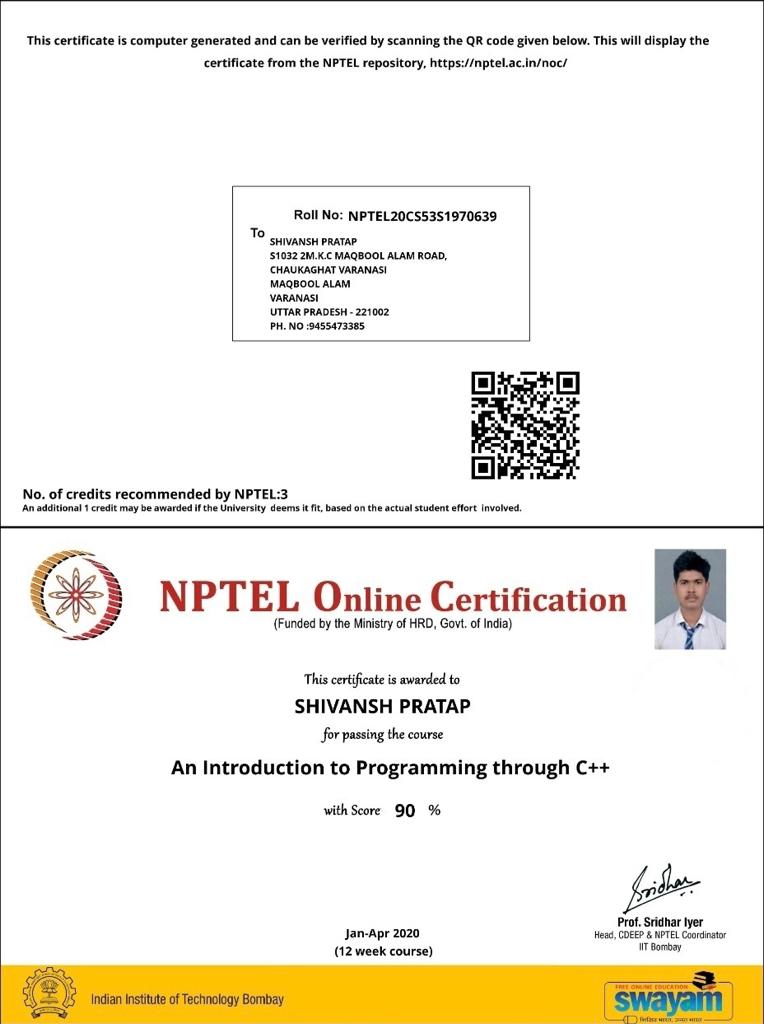 This certificate is computer generated and can be verified by scanning the QR code given below. This will display the
certificate from the NPTEL repository, https://nptel.ac.in/noc/
Roll No: NPTEL20CS53S1970639
To
SHIVANSH PRATAP
S1032 2M.K.C MAQBOOL ALAM ROAD,
CHAUKAGHAT VARANASI
MAQBOOL ALAM
VARANASI
UTTAR PRADESH - 221002
PH. NO :9455473385
No. of credits recommended by NPTEL:3
An additional 1 credit may be awarded if the University deems it fit, based on the actual student effort involved.
NPTEL Online Certification
(Funded by the Ministry of HRD, Govt. of India)
This certificate is awarded to
SHIVANSH PRATAP
for passing the course
An Introduction to Programming through C++
with Score 90 %
Sridhar
Prof. Sridhar Iyer
Head, CDEEP & NPTEL Coordinator
IIT Bombay
Jan-Apr 2020
(12 week course)
Indian Institute of Technology Bombay
FREE ONLINE EDUCATION
swayam
शिक्षित भारत, उन्नत भारत